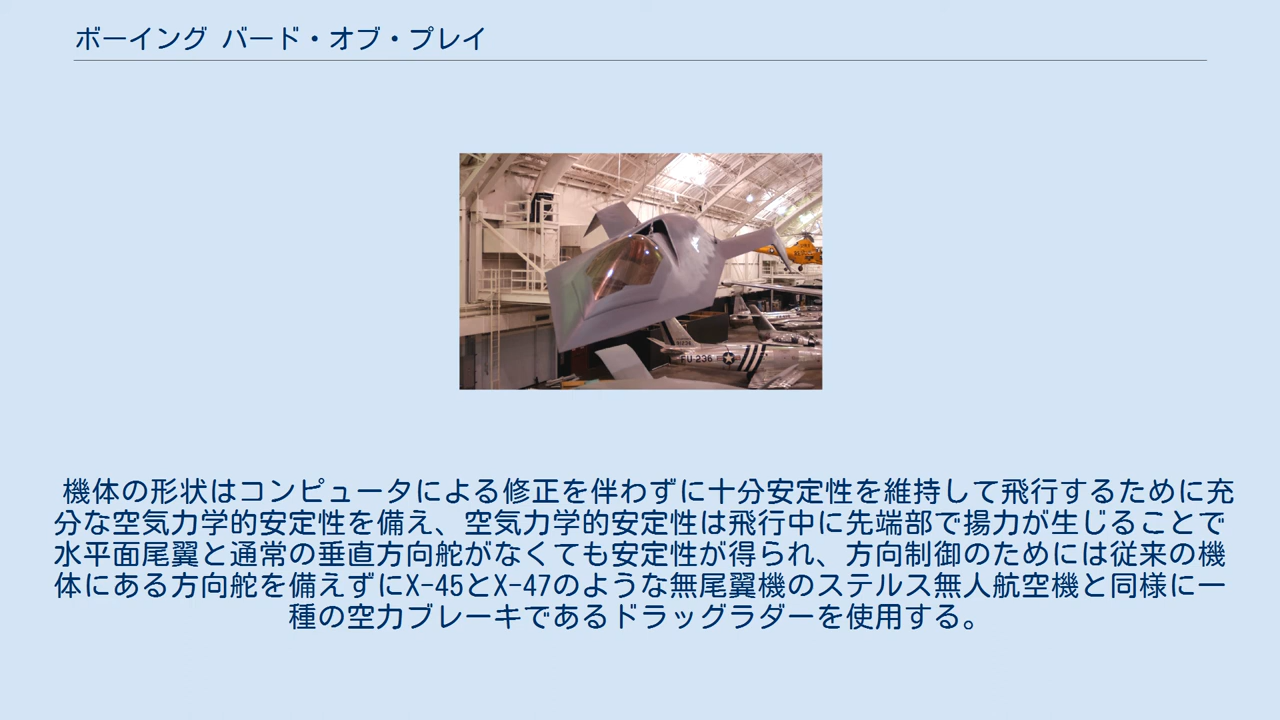 ボーイング バード・オブ・プレイ
FU-236
機体の形状はコンピュータによる修正を伴わずに十分安定性を維持して飛行するために充
分な空気力学的安定性を備え、空気力学的安定性は飛行中に先端部で揚力が生じることで
水平面尾翼と通常の垂直方向舵がなくても安定性が得られ、方向制御のためには従来の機
体にある方向舵を備えずにX-45とX-47のような無尾翼機のステルス無人航空機と同様に一
種の空力ブレーキであるドラッグラダーを使用する。